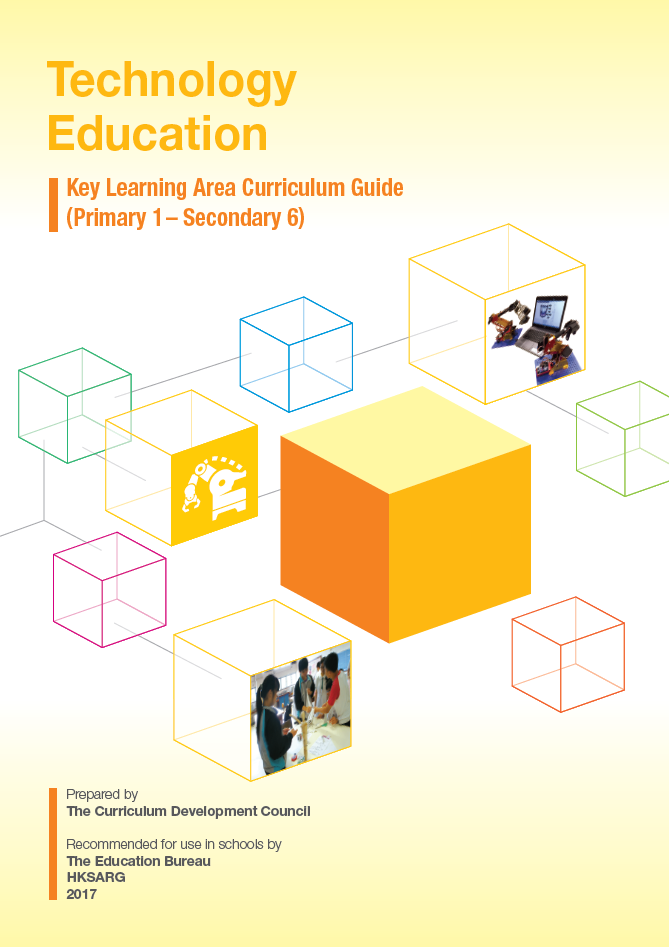 Technology
Education
Key Learning Area Curriculum Guide
(Primary 1 – Secondary 6)
Prepared by
The Curriculum Development Council
Recommended for use in schools by
The Education Bureau
HKSARG
2017